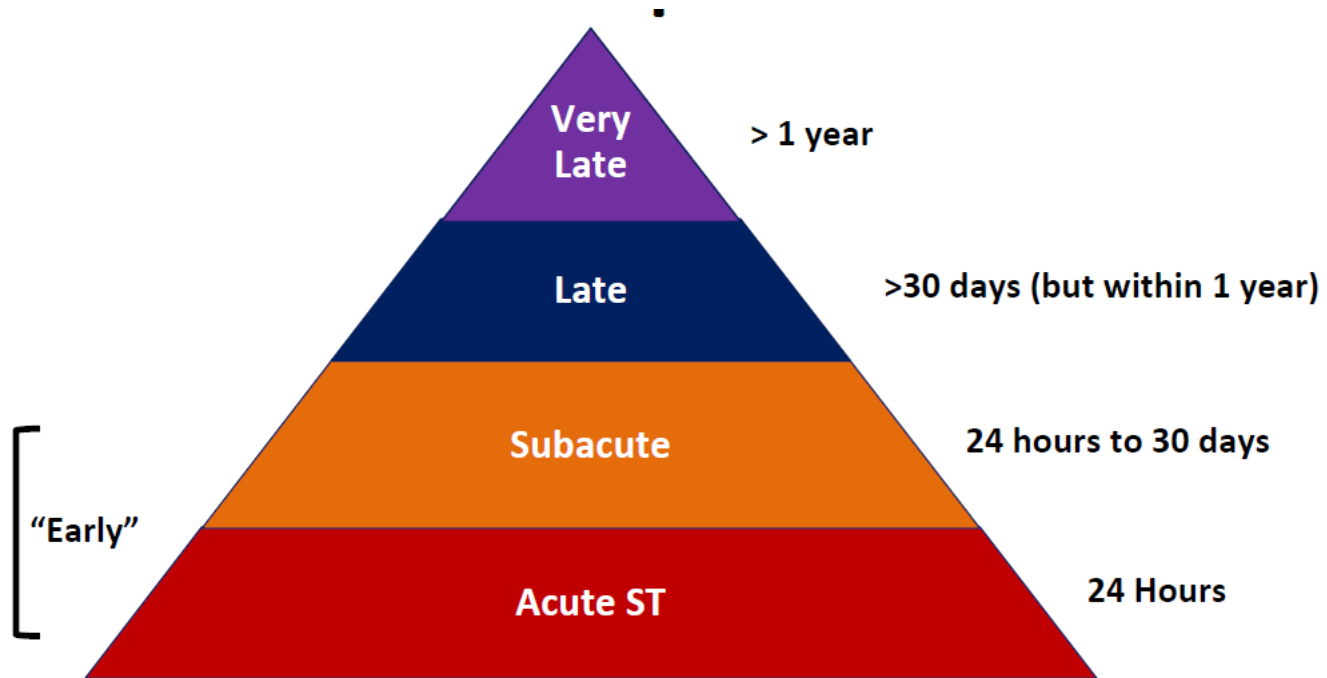 Very
Late
> 1 year
Late
>30 days (but within 1 year)
Subacute
24 hours to 30 days
“Early”
Acute ST
24 Hours